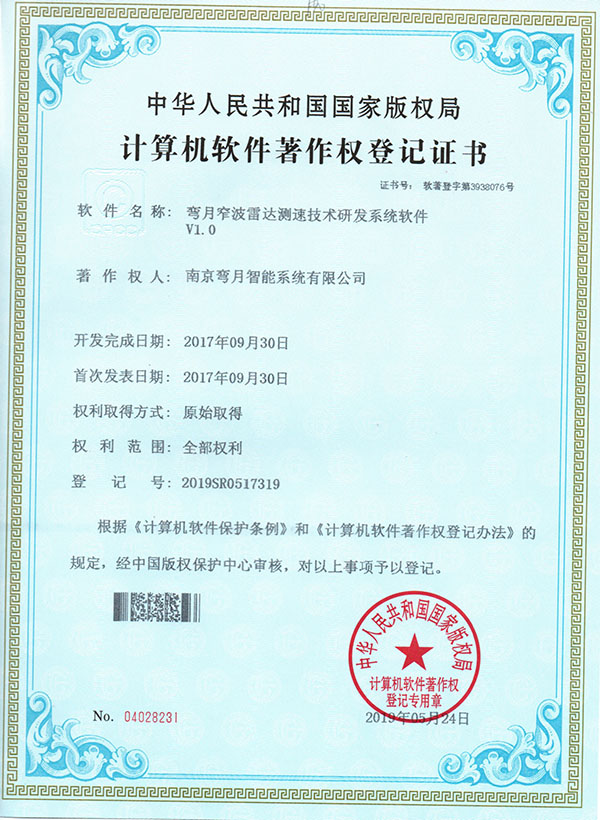 中华人民共和国国家版权局
计算机软件著作权登记证书
证书号： 软著登字第3938076号
软件名称： 弯月窄波雷达测速技术研发系统软件
V1.0
著作权人： 南京弯月智能系统有限公司
开发完成日期： 2017年09月30日
首次发表日期： 2017年09月30日
权利取得方式： 原始取得
权利范围： 全部权利
登记号： 2019SR0517319
根据《计算机软件保护条例》和《计算机软件著作权登记办法》的
规定，经中国版权保护中心审核，对以上事项予以登记。
中华人民共和国国家版权局
计算机软件著作权
登记专用章
No. 04028231
2019年05月24日